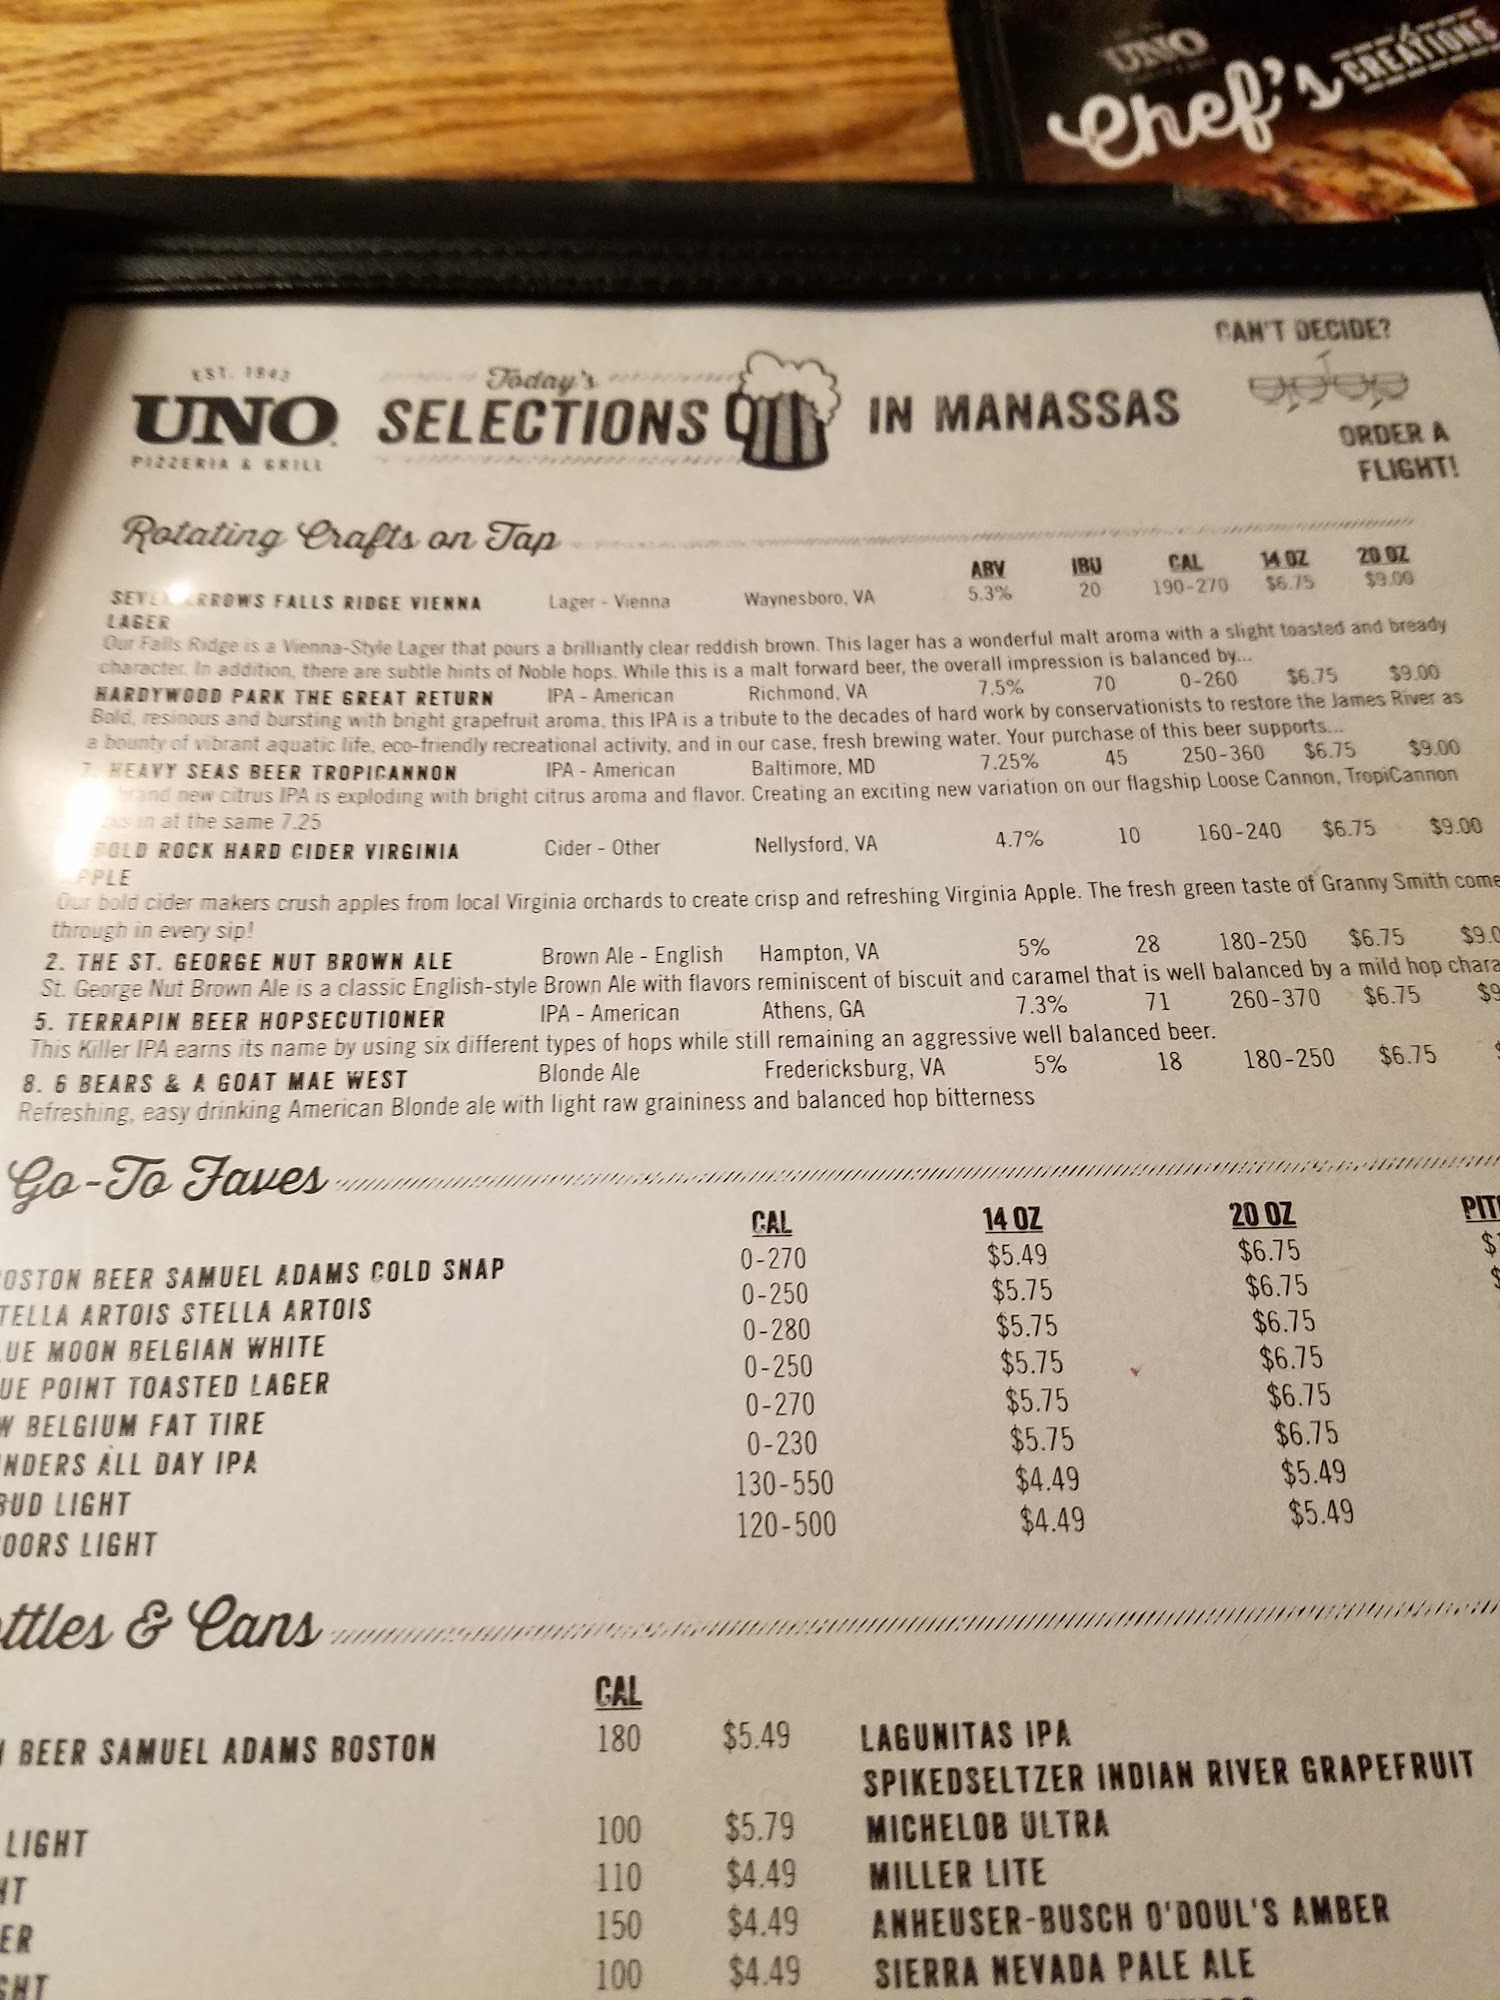 UNO
Chef's CREATIONS
CAN'T DECIDE?
ORDER A
FLIGHT!
EST. 1943
UNO
PIZZERIA & GRILL
Today's
SELECTIONS IN MANASSAS
Rotating Crafts on Tap
ABV IBU CAL 14 OZ 20 OZ
FALLS RIDGE VIENNA Lager - Vienna Waynesboro, VA 5.3% 20 190-270 $6.75 $9.00
LAGER
Our Falls Ridge is a Vienna-Style Lager that pours a brilliantly clear reddish brown. This lager has a wonderful malt aroma with a slight toasted and bready
character. In addition, there are subtle hints of Noble hops. While this is a malt forward beer, the overall impression is balanced by...
HARDYWOOD PARK THE GREAT RETURN IPA - American Richmond, VA 7.5% 70 0-260 $6.75 $9.00
Bold, resinous and bursting with bright grapefruit aroma, this IPA is a tribute to the decades of hard work by conservationists to restore the James River as
a bounty of vibrant aquatic life, eco-friendly recreational activity, and in our case, fresh brewing water. Your purchase of this beer supports...
7. HEAVY SEAS BEER TROPICANNON IPA - American Baltimore, MD 7.25% 45 250-360 $6.75 $9.00
new citrus IPA is exploding with bright citrus aroma and flavor. Creating an exciting new variation on our flagship Loose Cannon, TropiCannon
in at the same 7.25
BOLD ROCK HARD CIDER VIRGINIA Cider - Other Nellysford, VA 4.7% 10 160-240 $6.75 $9.00
APPLE
Our bold cider makers crush apples from local Virginia orchards to create crisp and refreshing Virginia Apple. The fresh green taste of Granny Smith come
through in every sip!
2. THE ST. GEORGE NUT BROWN ALE Brown Ale - English Hampton, VA 5% 28 180-250 $6.75 $9.0
St. George Nut Brown Ale is a classic English-style Brown Ale with flavors reminiscent of biscuit and caramel that is well balanced by a mild hop chara
5. TERRAPIN BEER HOPSECUTIONER IPA - American Athens, GA 7.3% 71 260-370 $6.75 $9
This Killer IPA earns its name by using six different types of hops while still remaining an aggressive well balanced beer.
8. 6 BEARS & A GOAT MAE WEST Blonde Ale Fredericksburg, VA 5% 18 180-250 $6.75 $
Refreshing, easy drinking American Blonde ale with light raw graininess and balanced hop bitterness
Go-To Faves
CAL 14 OZ 20 OZ PIT
OSTON BEER SAMUEL ADAMS COLD SNAP 0-270 $5.49 $6.75 $
TELLA ARTOIS STELLA ARTOIS 0-250 $5.75 $6.75 $
UE MOON BELGIAN WHITE 0-280 $5.75 $6.75
UE POINT TOASTED LAGER 0-250 $5.75 $6.75
W BELGIUM FAT TIRE 0-270 $5.75 $6.75
NDERS ALL DAY IPA 0-230 $5.75 $6.75
BUD LIGHT 130-550 $4.49 $5.49
OORS LIGHT 120-500 $4.49 $5.49
ottles & Cans
CAL
BEER SAMUEL ADAMS BOSTON 180 $5.49 LAGUNITAS IPA
SPIKEDSELTZER INDIAN RIVER GRAPEFRUIT
LIGHT 100 $5.79 MICHELOB ULTRA
HT 110 $4.49 MILLER LITE
ER 150 $4.49 ANHEUSER-BUSCH O'DOUL'S AMBER
GHT 100 $4.49 SIERRA NEVADA PALE ALE